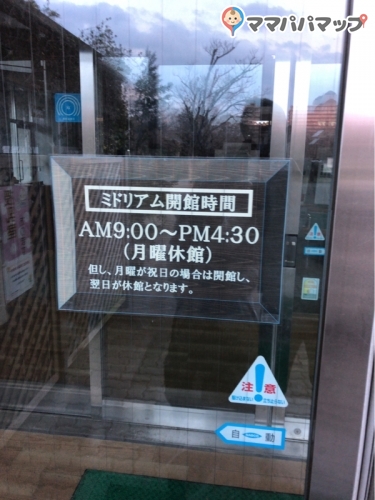 ママパパマップ
ミドリアム開館時間
AM9:00～PM4:30
(月曜休館)
但し、月曜が祝日の場合は開館し、
翌日が休館となります。
注意
自動